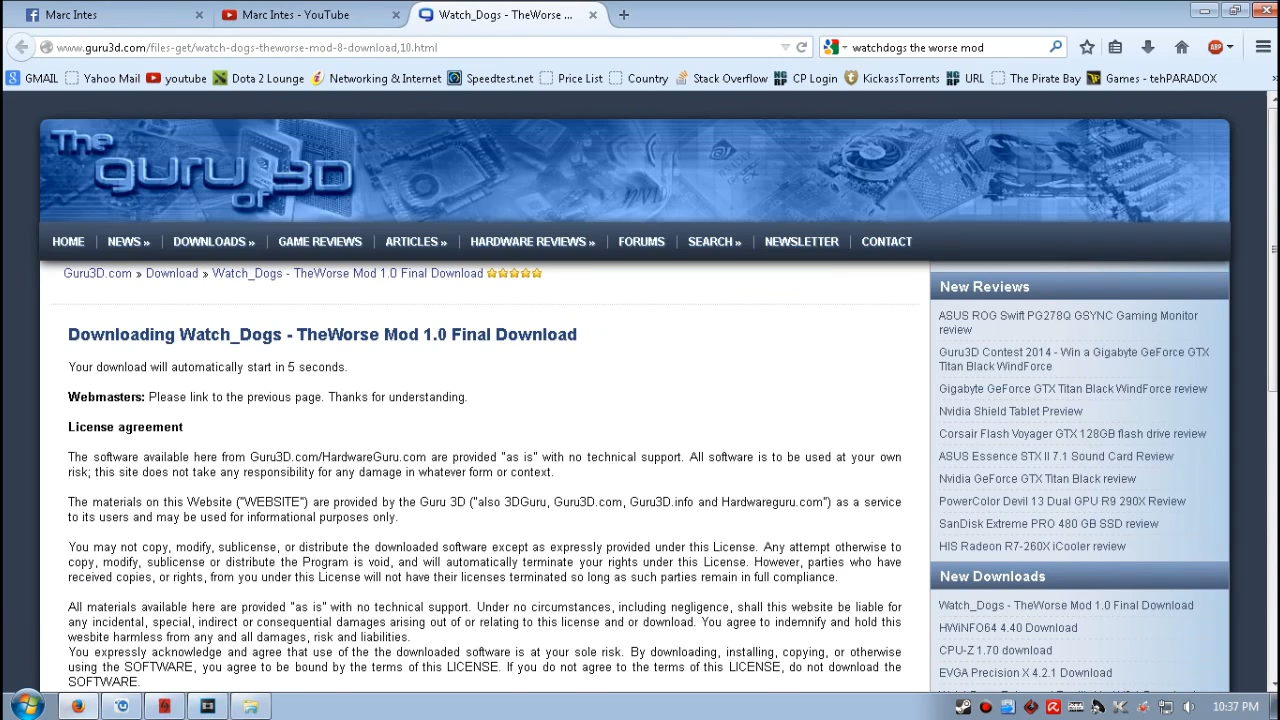 Marc Intes
Marc Intes - YouTube
Watch_Dogs - TheWorse ...
www.guru3d.com/files-get/watch-dogs-theworse-mod-8-download,10.html
watchdogs the worse mod
ABP
GMAIL
Yahoo Mail
youtube
Dota 2 Lounge
Networking & Internet
Speedtest.net
Price List
Country
Stack Overflow
CP Login
KickassTorrents
URL
The Pirate Bay
Games - tehPARADOX
The
guru 3D
of
HOME
NEWS »
DOWNLOADS »
GAME REVIEWS
ARTICLES »
HARDWARE REVIEWS »
FORUMS
SEARCH »
NEWSLETTER
CONTACT
Guru3D.com » Download » Watch_Dogs - TheWorse Mod 1.0 Final Download
Downloading Watch_Dogs - TheWorse Mod 1.0 Final Download
Your download will automatically start in 5 seconds.
Webmasters: Please link to the previous page. Thanks for understanding.
License agreement
The software available here from Guru3D.com/HardwareGuru.com are provided "as is" with no technical support. All software is to be used at your own
risk; this site does not take any responsibility for any damage in whatever form or context.
The materials on this Website ("WEBSITE") are provided by the Guru 3D ("also 3DGuru, Guru3D.com, Guru3D.info and Hardwareguru.com") as a service
to its users and may be used for informational purposes only.
You may not copy, modify, sublicense, or distribute the downloaded software except as expressly provided under this License. Any attempt otherwise to
copy, modify, sublicense or distribute the Program is void, and will automatically terminate your rights under this License. However, parties who have
received copies, or rights, from you under this License will not have their licenses terminated so long as such parties remain in full compliance.
All materials available here are provided "as is" with no technical support. Under no circumstances, including negligence, shall this website be liable for
any incidental, special, indirect or consequential damages arising out of or relating to this license and or download. You agree to indemnify and hold this
wesbite harmless from any and all damages, risk and liabilities.
You expressly acknowledge and agree that use of the the downloaded software is at your sole risk. By downloading, installing, copying, or otherwise
using the SOFTWARE, you agree to be bound by the terms of this LICENSE. If you do not agree to the terms of this LICENSE, do not download the
SOFTWARE.
New Reviews
ASUS ROG Swift PG278Q GSYNC Gaming Monitor
review
Guru3D Contest 2014 - Win a Gigabyte GeForce GTX
Titan Black WindForce
Gigabyte GeForce GTX Titan Black WindForce review
Nvidia Shield Tablet Preview
Corsair Flash Voyager GTX 128GB flash drive review
ASUS Essence STX II 7.1 Sound Card Review
Nvidia GeForce GTX Titan Black review
PowerColor Devil 13 Dual GPU R9 290X Review
SanDisk Extreme PRO 480 GB SSD review
HIS Radeon R7-260X iCooler review
New Downloads
Watch_Dogs - TheWorse Mod 1.0 Final Download
HWiNFO64 4.40 Download
CPU-Z 1.70 download
EVGA Precision X 4.2.1 Download
10:37 PM